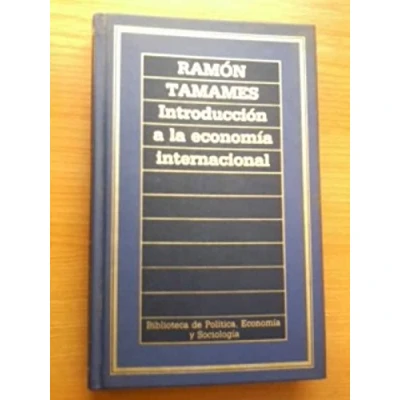 RAMÓN
TAMAMES
Introducción
a la economía
internacional
Biblioteca de Política, Economía
y Sociología